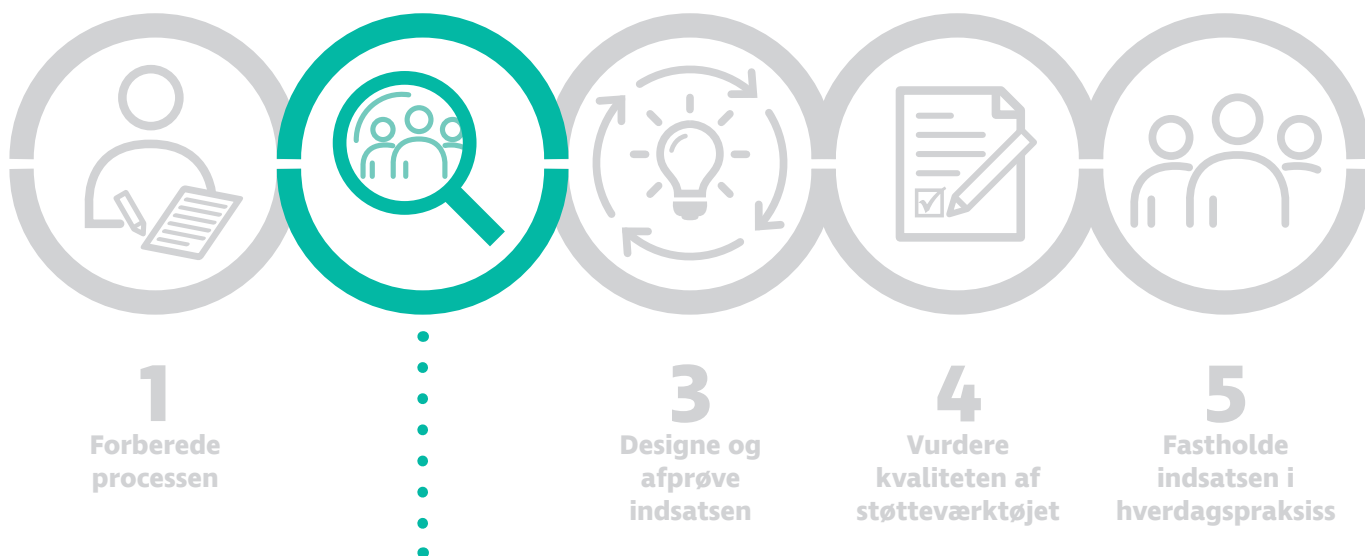 1
Forberede
processen
3
Designe og
afprøve
indsatsen
4
Vurdere
kvaliteten af
støtteværktøjet
5
Fastholde
indsatsen i
hverdagspraksiss